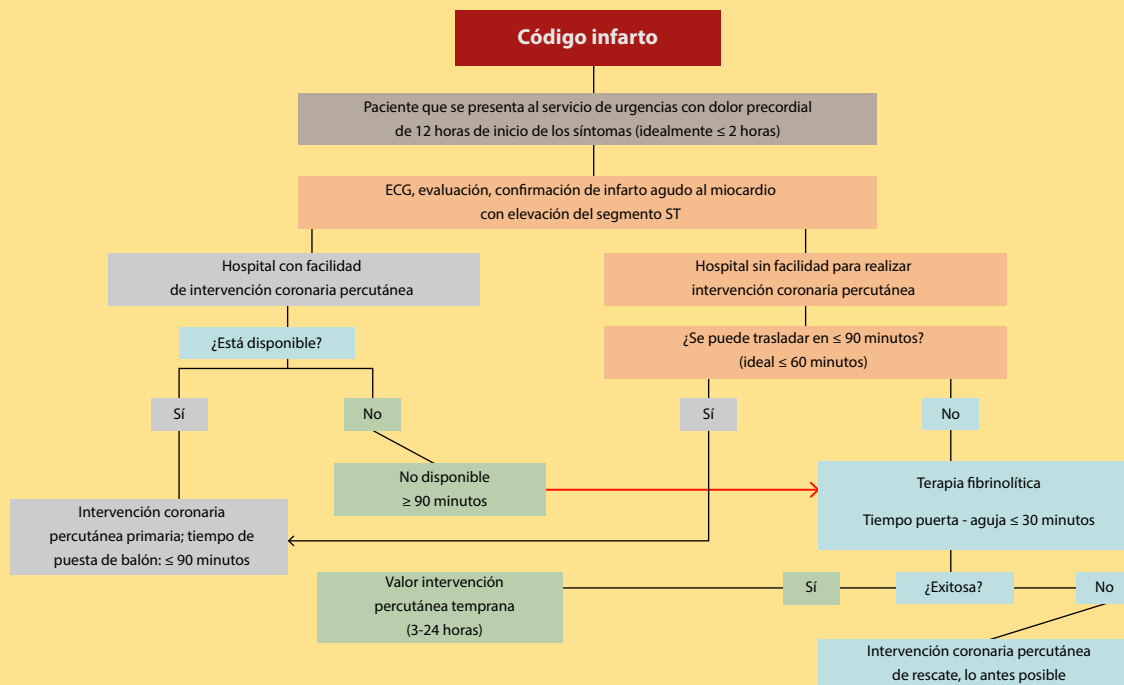 Código infarto
Paciente que se presenta al servicio de urgencias con dolor precordial
de 12 horas de inicio de los síntomas (idealmente ≤ 2 horas)
ECG, evaluación, confirmación de infarto agudo al miocardio
con elevación del segmento ST
Hospital con facilidad
de intervención coronaria percutánea
Hospital sin facilidad para realizar
intervención coronaria percutánea
¿Está disponible?
¿Se puede trasladar en ≤ 90 minutos?
(ideal ≤ 60 minutos)
Sí
No
Sí
No
No disponible
≥ 90 minutos
Terapia fibrinolítica
Tiempo puerta - aguja ≤ 30 minutos
Intervención coronaria
percutánea primaria; tiempo de
puesta de balón: ≤ 90 minutos
Valor intervención
percutánea temprana
(3-24 horas)
Sí
¿Exitosa?
No
Intervención coronaria percutánea
de rescate, lo antes posible